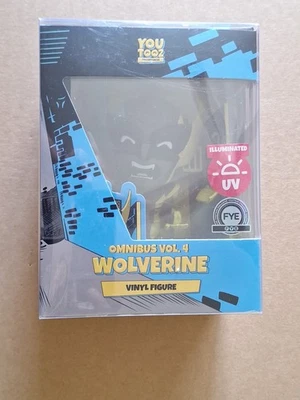 YOU
TOOZ
ILLUMINATED
UV
FYE
OMNIBUS VOL. 4
WOLVERINE
VINYL FIGURE